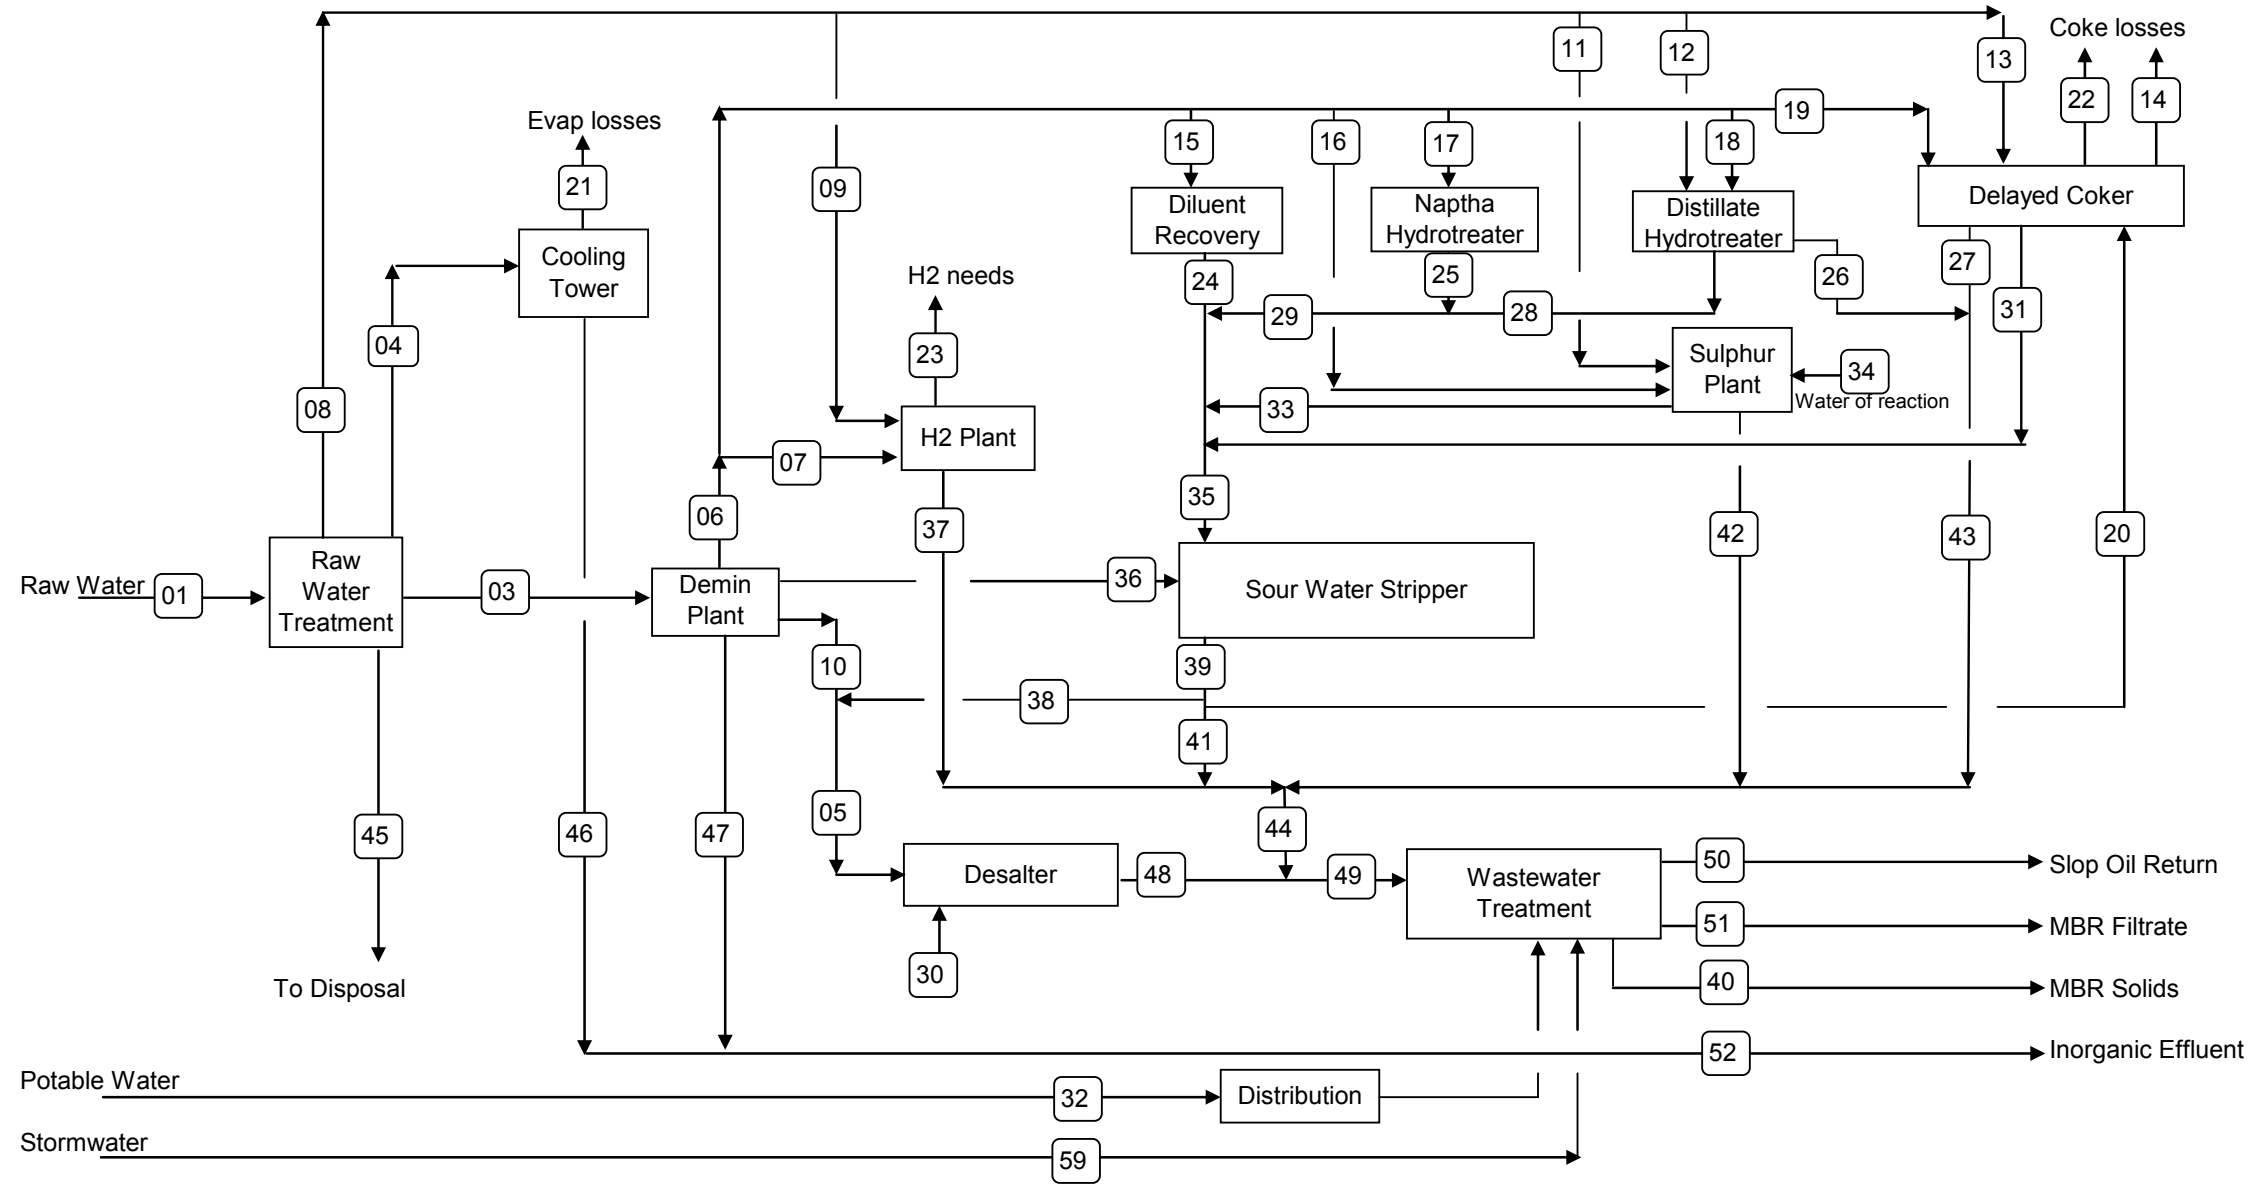 11
12
13
Coke losses
22
14
Evap losses
21
09
15
16
17
18
19
Cooling
Tower
04
08
H2 needs
23
Diluent
Recovery
Naptha
Hydrotreater
Distillate
Hydrotreater
Delayed Coker
24
25
26
27
31
29
28
Sulphur
Plant
34
Water of reaction
33
H2 Plant
07
06
37
35
42
43
20
Raw Water
01
Raw
Water
Treatment
03
Demin
Plant
36
Sour Water Stripper
10
39
38
41
45
46
47
05
44
Desalter
48
49
Wastewater
Treatment
50
Slop Oil Return
51
MBR Filtrate
40
MBR Solids
30
To Disposal
52
Inorganic Effluent
Potable Water
32
Distribution
Stormwater
59